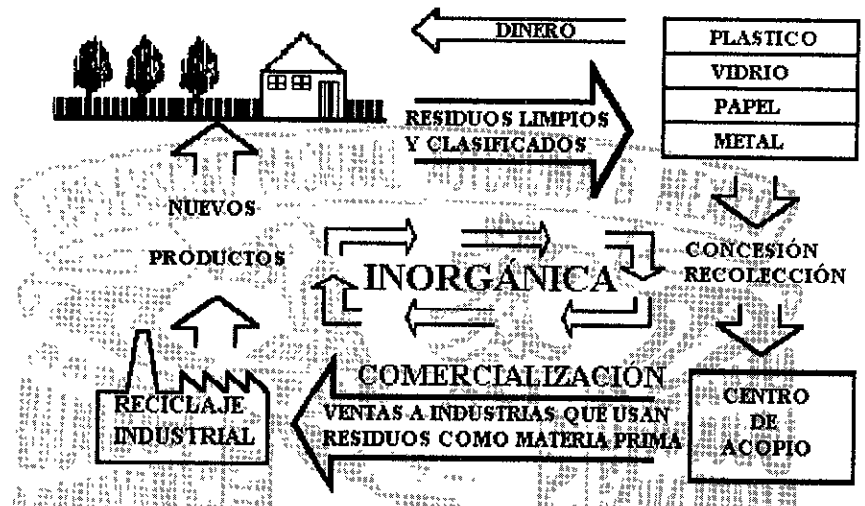 DINERO
PLASTICO
VIDRIO
PAPEL
METAL
RESIDUOS LIMPIOS
Y CLASIFICADOS
NUEVOS
PRODUCTOS
INORGÁNICA
CONCESIÓN
RECOLECCIÓN
COMERCIALIZACIÓN
VENTAS A INDUSTRIAS QUE USAN
RESIDUOS COMO MATERIA PRIMA
CENTRO
DE
ACOPIO
RECICLAJE
INDUSTRIAL